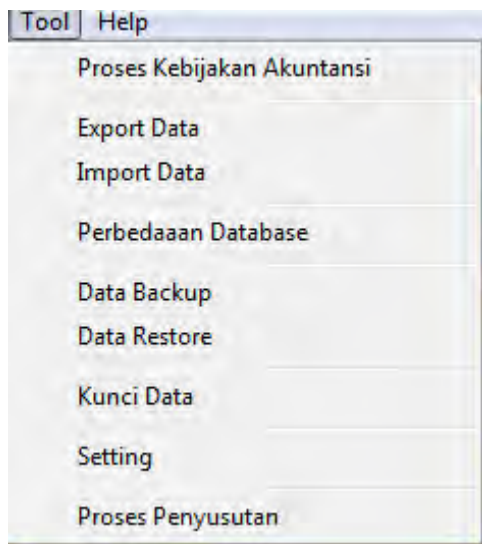 Tool Help
Proses Kebijakan Akuntansi
Export Data
Import Data
Perbedaaan Database
Data Backup
Data Restore
Kunci Data
Setting
Proses Penyusutan